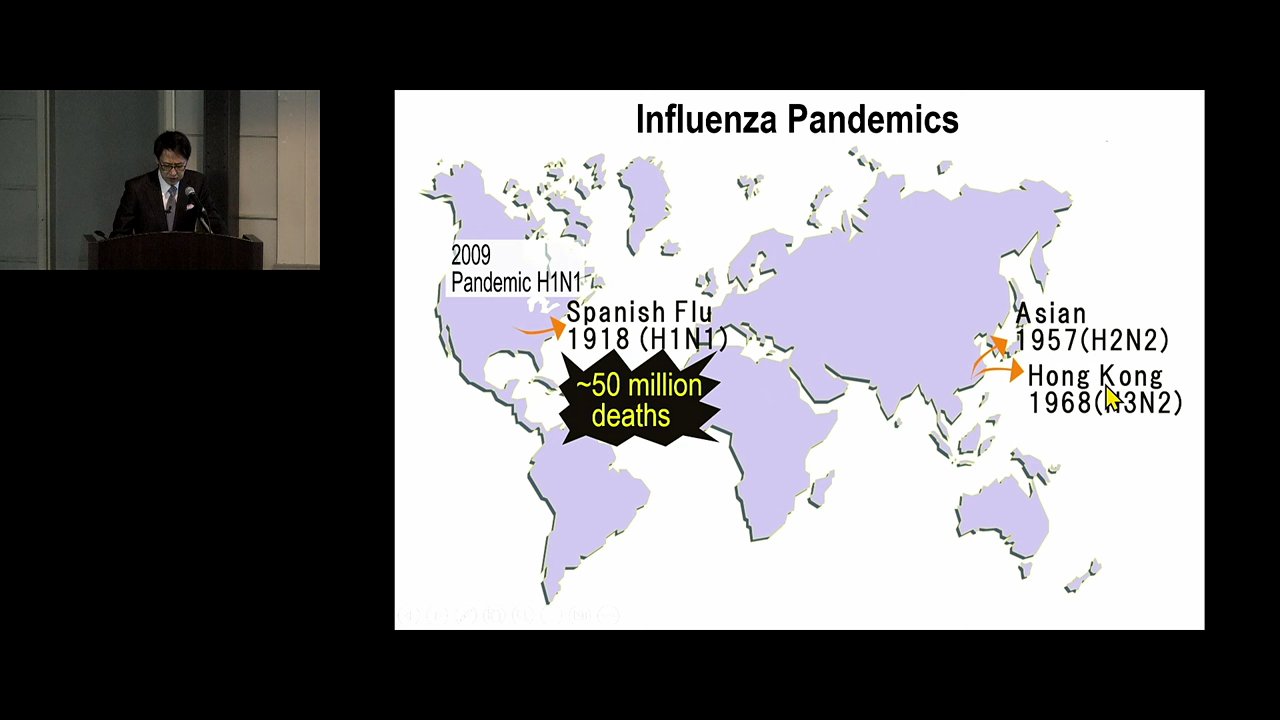 Influenza Pandemics
2009
Pandemic H1N1
Spanish Flu
1918 (H1N1)
~50 million
deaths
Asian
1957(H2N2)
Hong Kong
1968(H3N2)